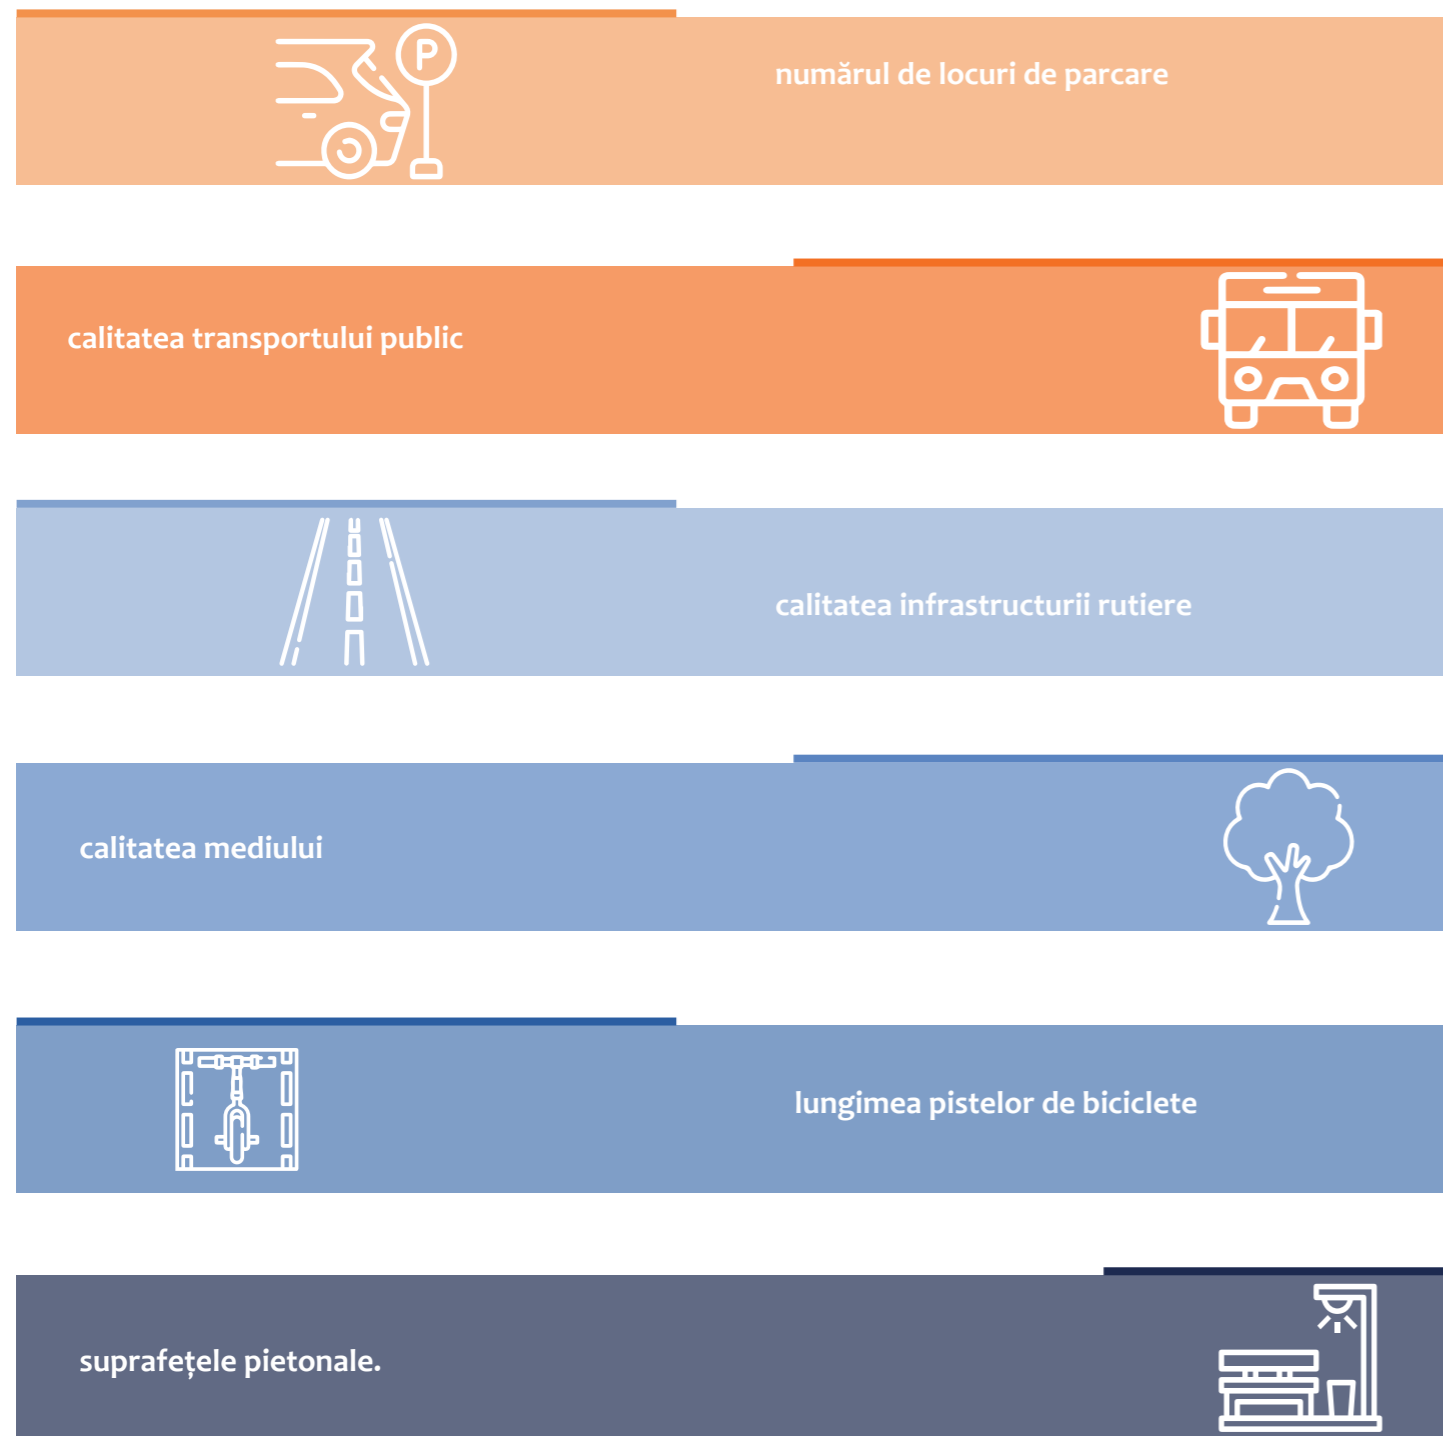 P
numărul de locuri de parcare
calitatea transportului public
calitatea infrastructurii rutiere
calitatea mediului
lungimea pistelor de biciclete
suprafețele pietonale.